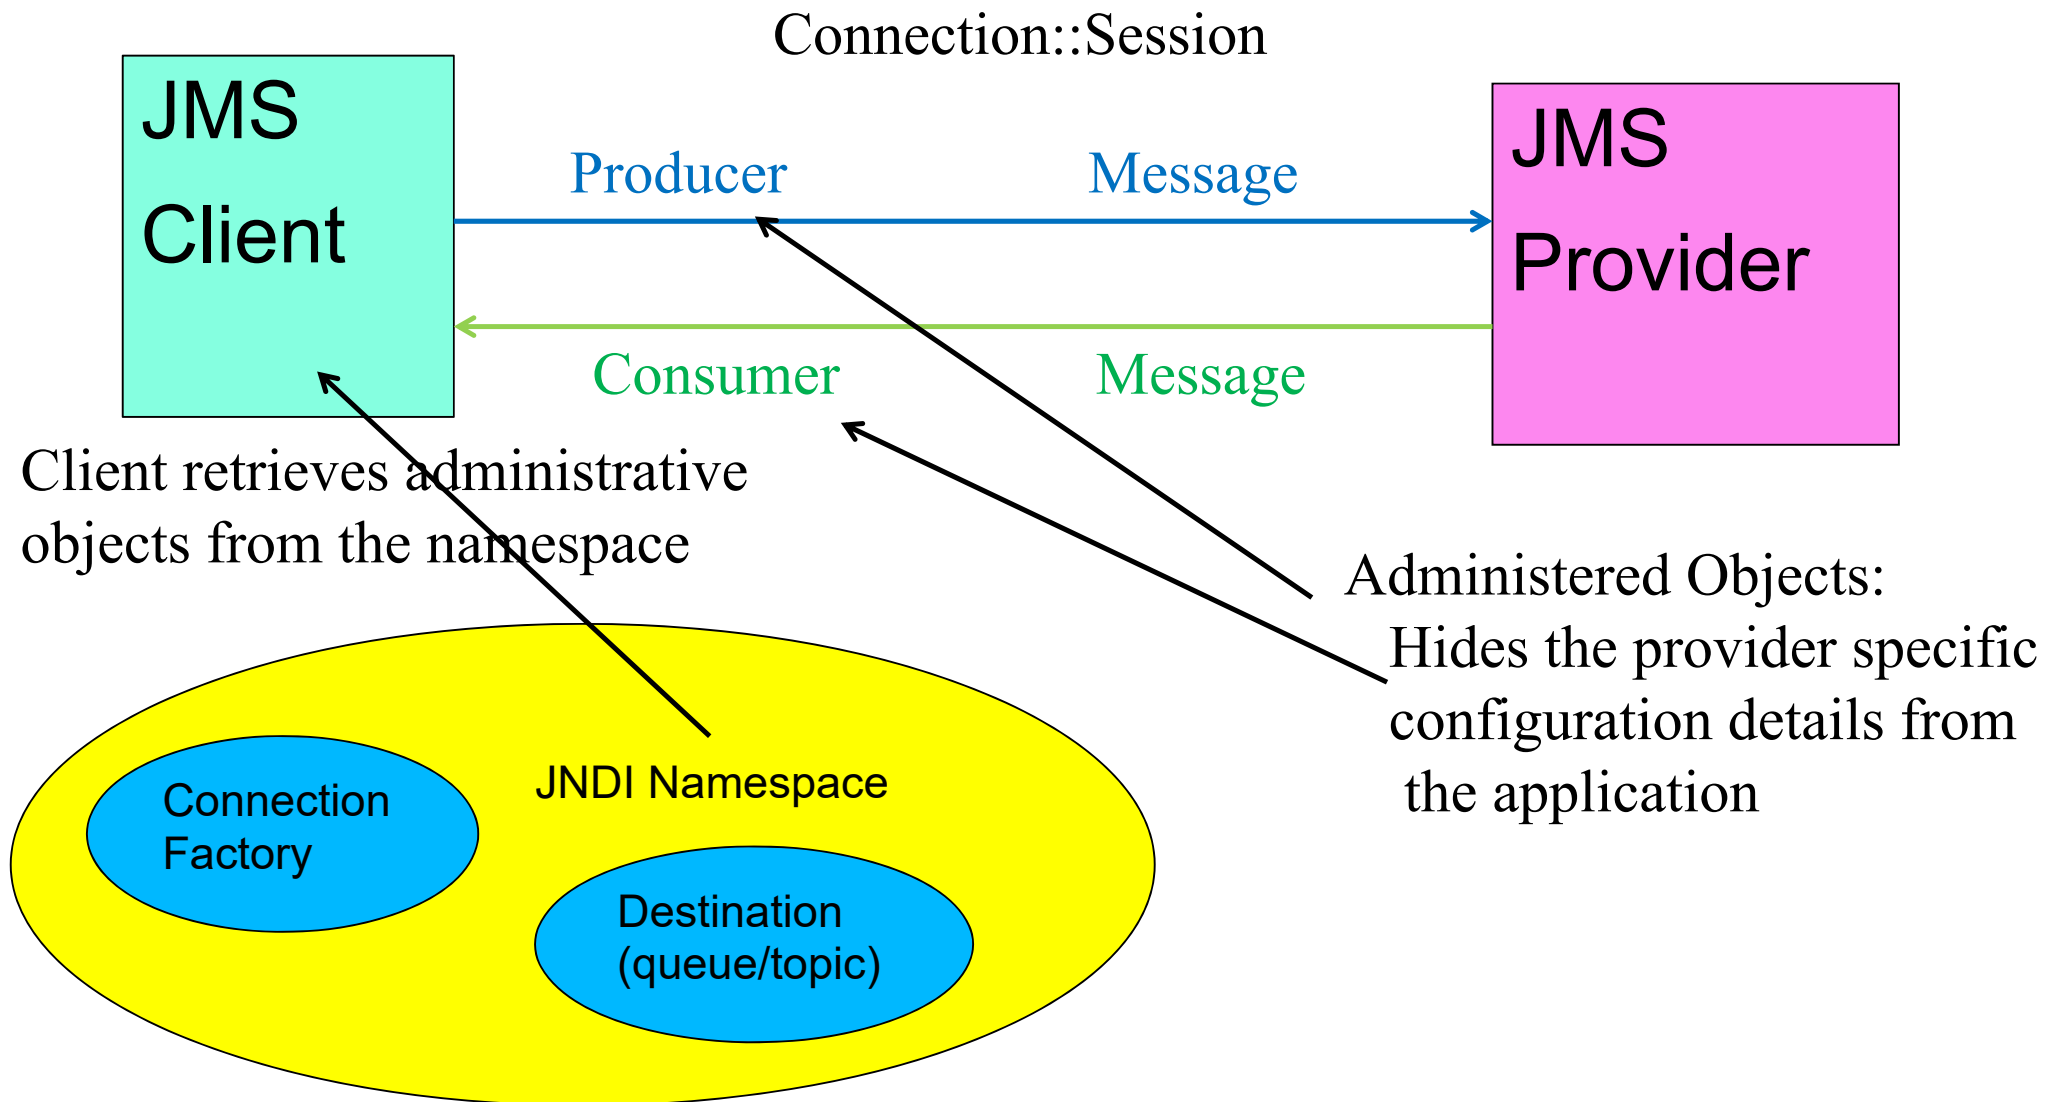 Connection::Session
JMS
Client
JMS
Provider
Producer
Message
Consumer
Message
Client retrieves administrative
objects from the namespace
Administered Objects:
Hides the provider specific
configuration details from
the application
JNDI Namespace
Connection
Factory
Destination
(queue/topic)